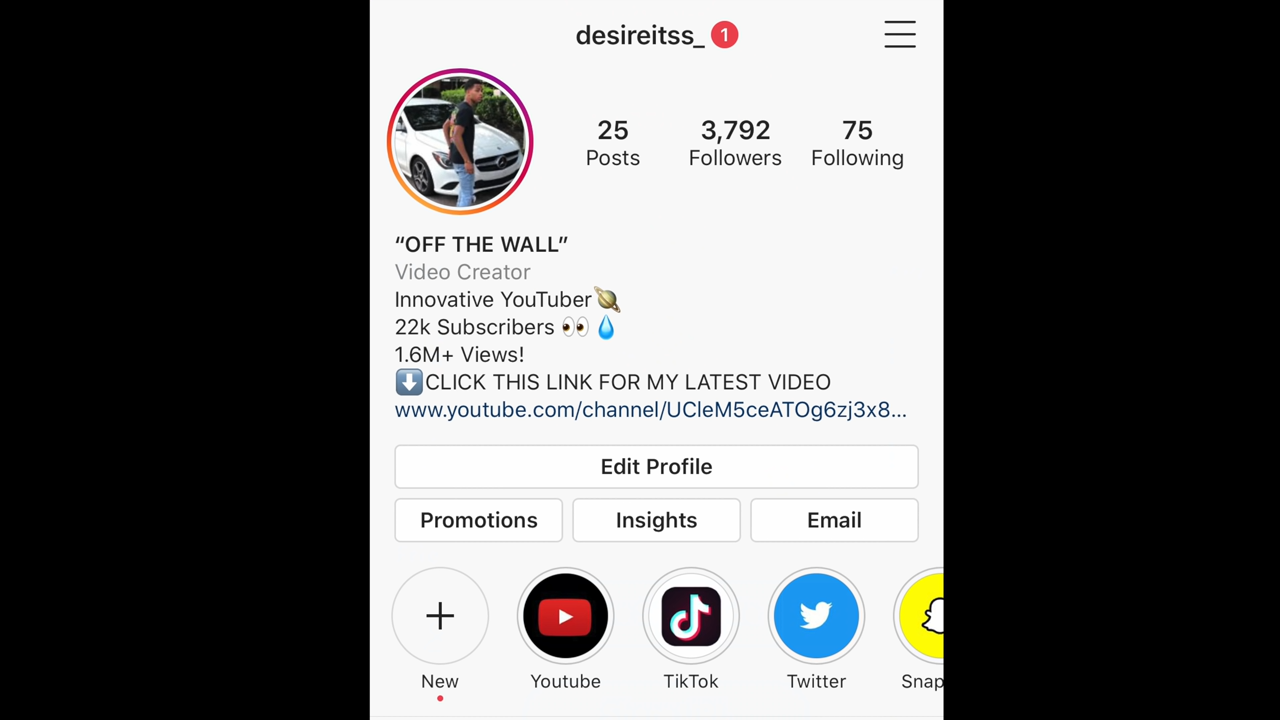 desireitss_ 1
25 3,792 75
Posts Followers Following
“OFF THE WALL”
Video Creator
Innovative YouTuber🪐
22k Subscribers 👀 💧
1.6M+ Views!
⬇️CLICK THIS LINK FOR MY LATEST VIDEO
www.youtube.com/channel/UCleM5ceATOg6zj3x8...
Edit Profile
Promotions Insights Email
New Youtube TikTok Twitter Snap